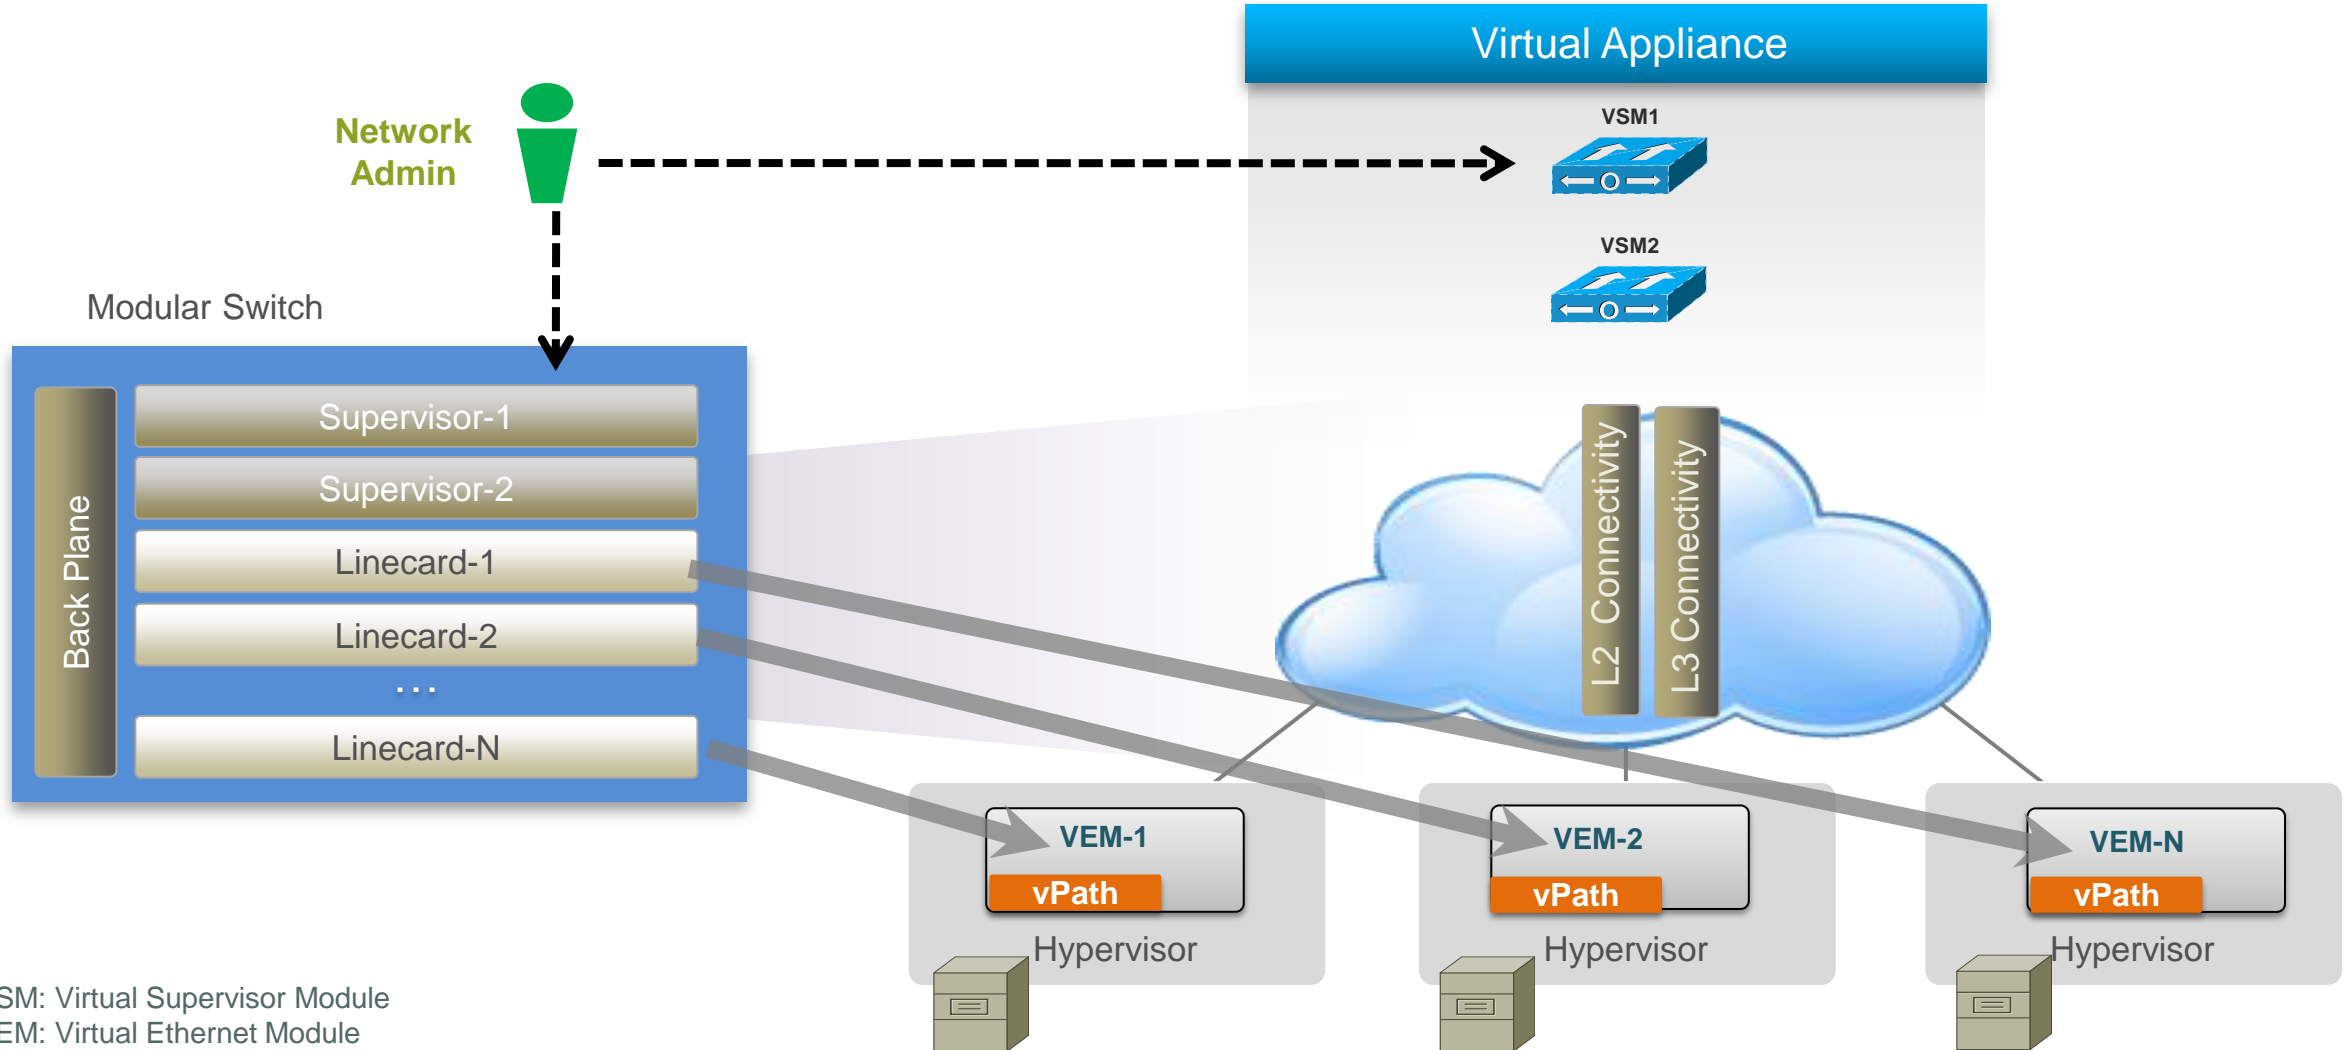 Virtual Appliance
Network
Admin
VSM1
VSM2
Modular Switch
Back Plane
Supervisor-1
Supervisor-2
Linecard-1
Linecard-2
...
Linecard-N
L2 Connectivity
L3 Connectivity
VEM-1
vPath
Hypervisor
VEM-2
vPath
Hypervisor
VEM-N
vPath
Hypervisor
SM: Virtual Supervisor Module
EM: Virtual Ethernet Module